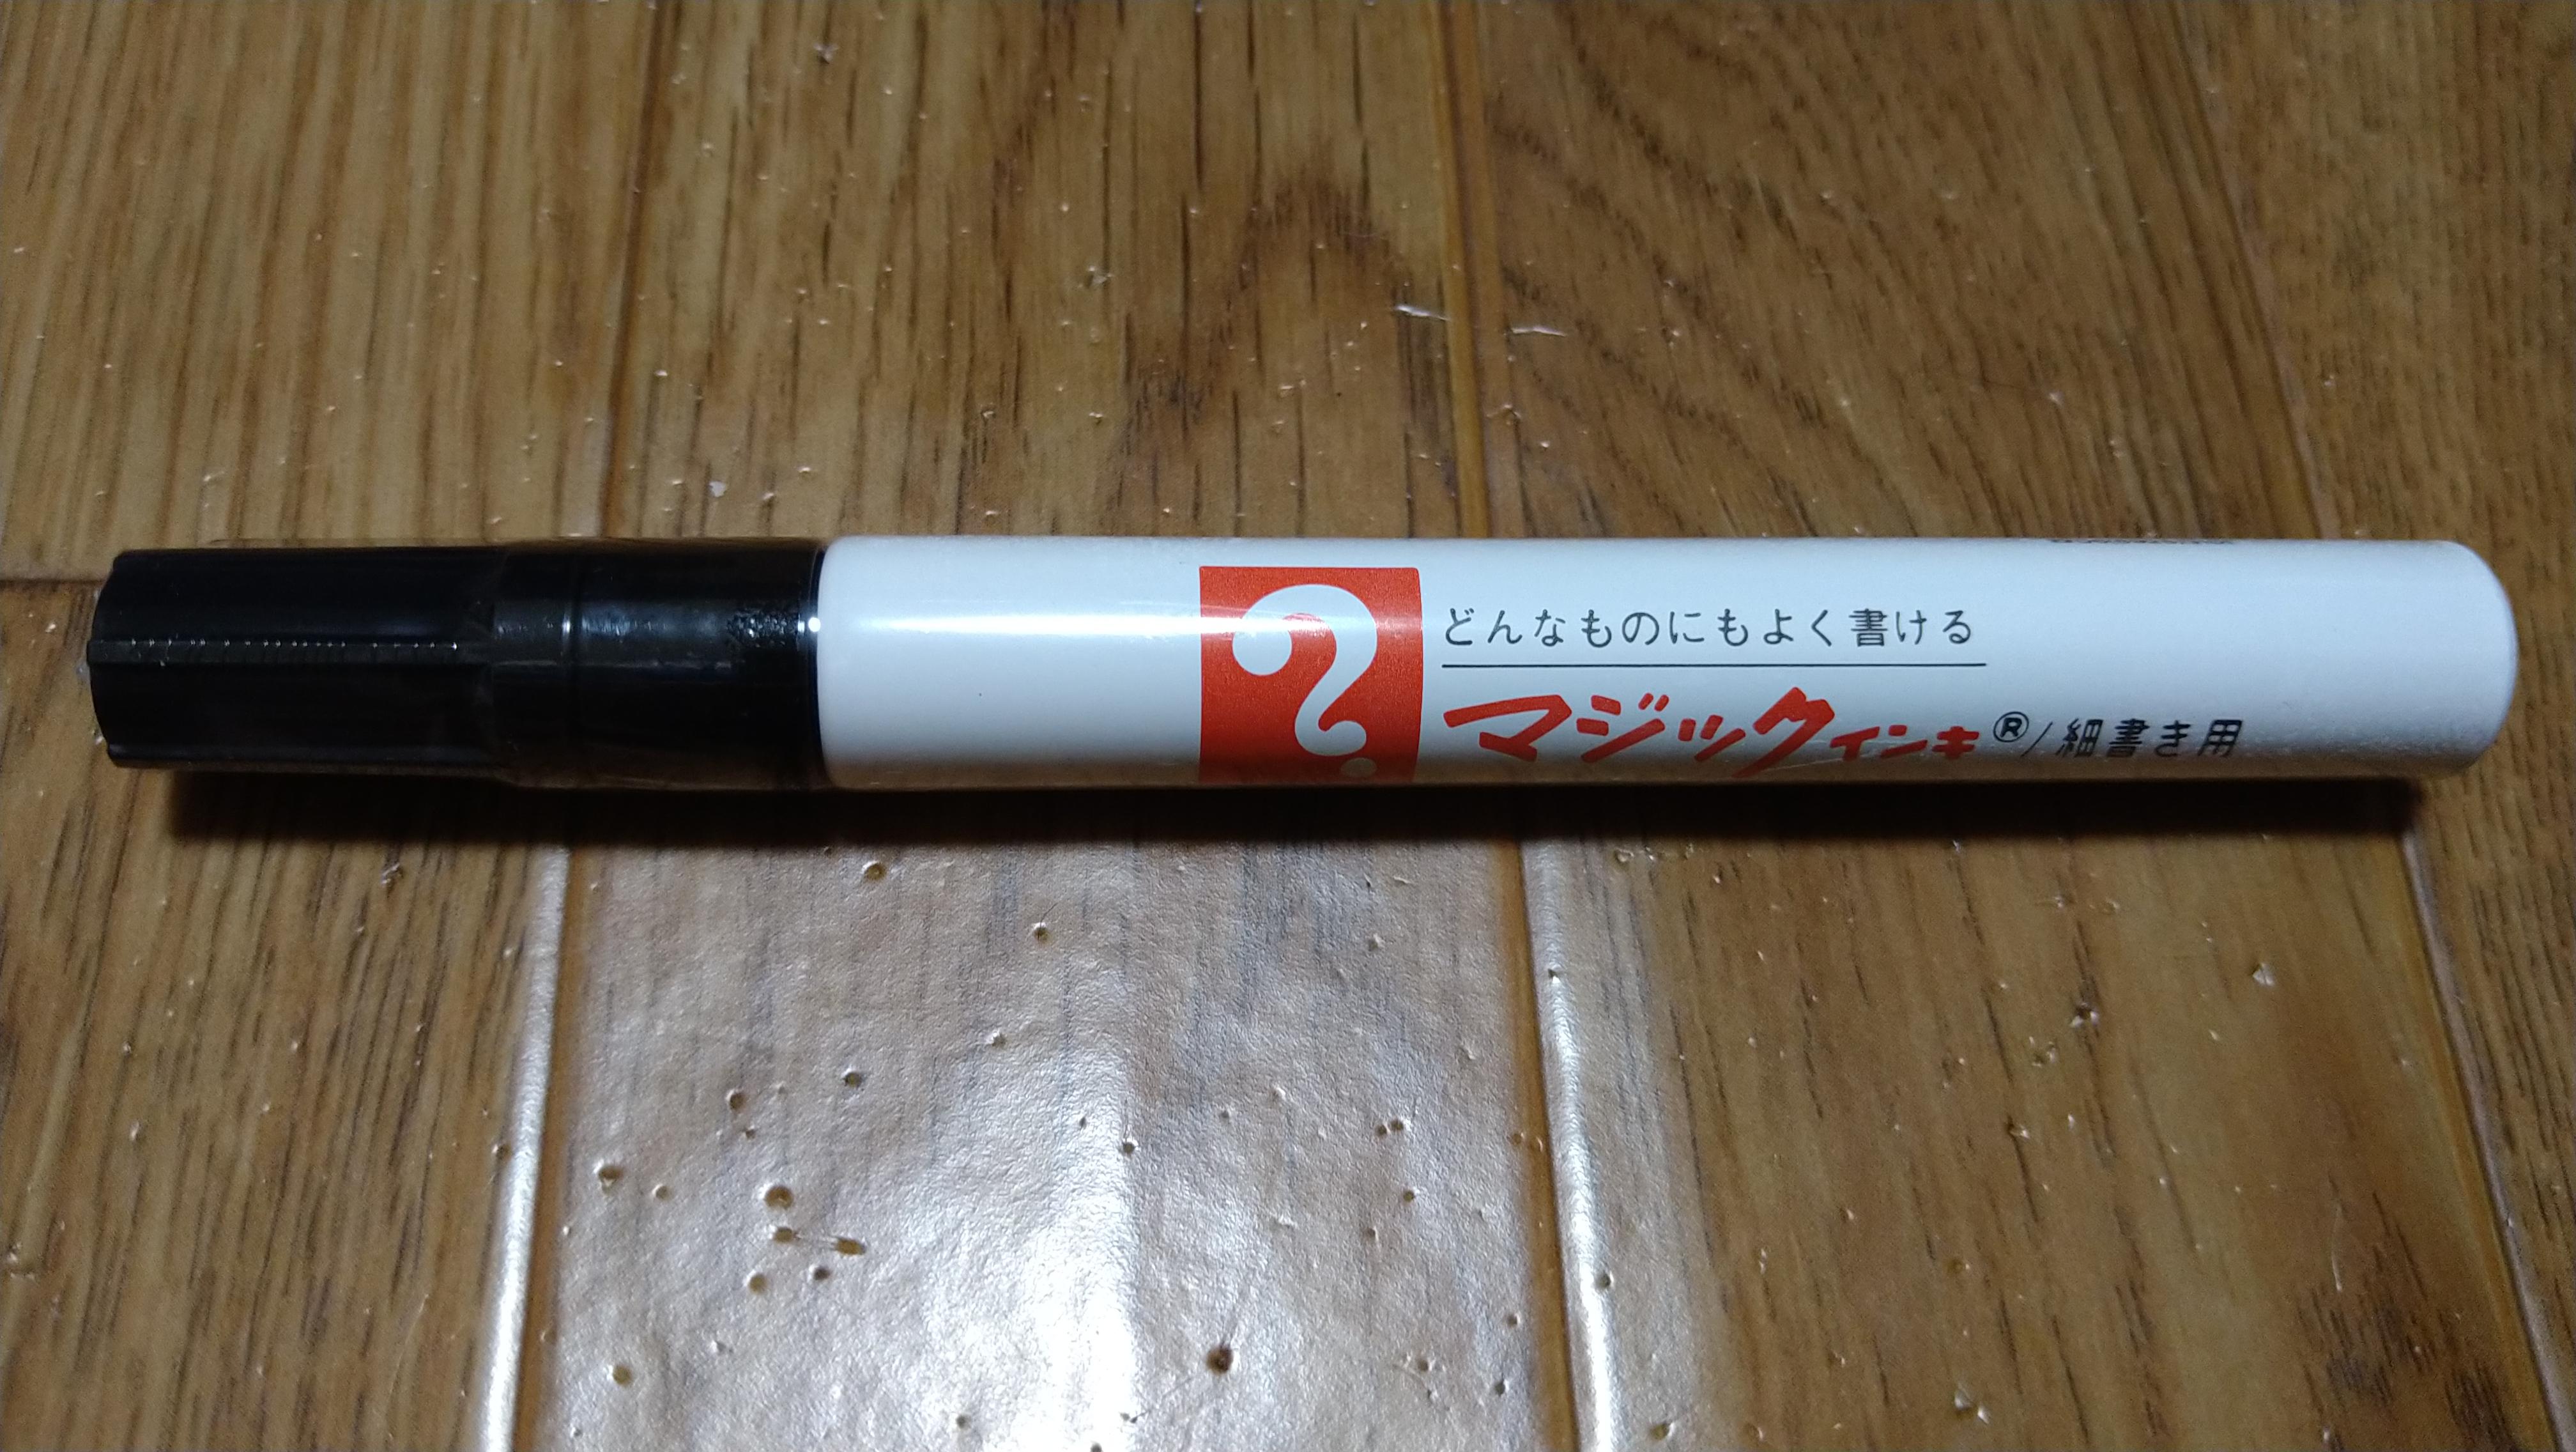 ?
どんなものにもよく書ける
マジックインキ®/細書き用